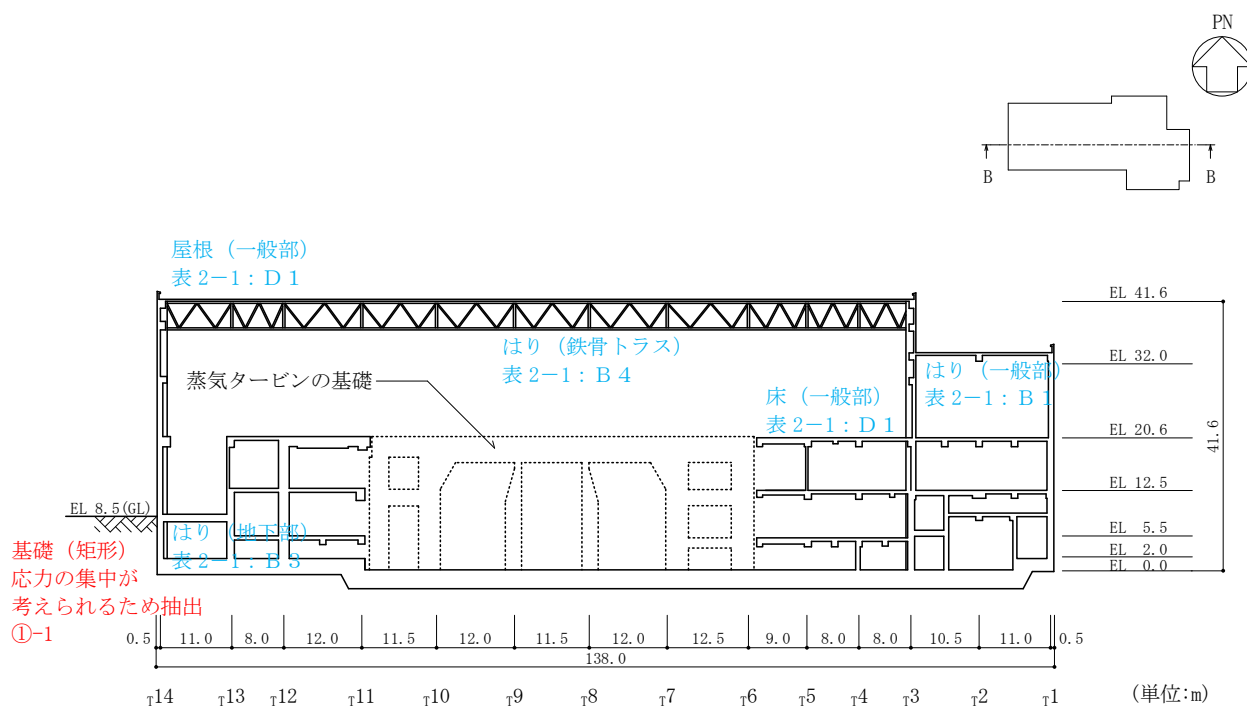 PN
B
B
屋根（一般部）
表 2-1：Ｄ１
EL 41.6
はり（鉄骨トラス）
表 2-1：Ｂ４
蒸気タービンの基礎
はり（一般部）
表 2-1：Ｂ１
EL 32.0
床（一般部）
表 2-1：Ｄ１
EL 20.6
41.6
EL 12.5
EL 8.5(GL)
はり（地下部）
表 2-1：Ｂ３
EL 5.5
EL 2.0
EL 0.0
基礎（矩形）
応力の集中が
考えられるため抽出
①-1
0.5 11.0 8.0 12.0 11.5 12.0 11.5 12.0 12.5 9.0 8.0 8.0 10.5 11.0 0.5
138.0
T14 T13 T12 T11 T10 T9 T8 T7 T6 T5 T4 T3 T2 T1
(単位:m)